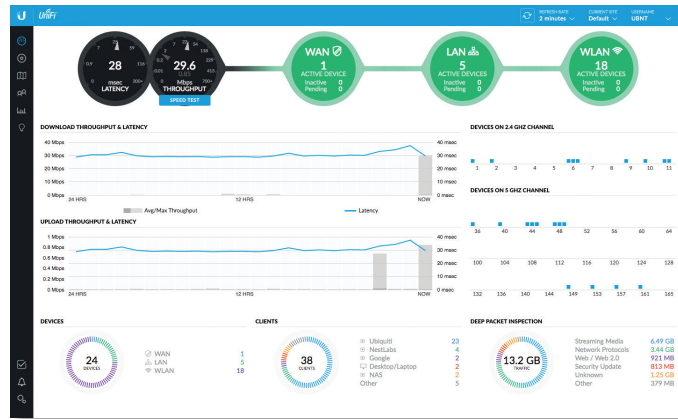 UniFi
REFRESH RATE
2 minutes
CURRENT SITE
Default
USERNAME
UBNT
28
msec
LATENCY
29.6
0.85
Mbps
THROUGHPUT
SPEED TEST
WAN
1
ACTIVE DEVICE
Inactive 0
Pending 0
LAN
5
ACTIVE DEVICES
Inactive 0
Pending 0
WLAN
18
ACTIVE DEVICES
Inactive 0
Pending 0
DOWNLOAD THROUGHPUT & LATENCY
40 Mbps 40 msec
30 Mbps 30 msec
20 Mbps 20 msec
10 Mbps 10 msec
0 Mbps 0 msec
24 HRS 12 HRS NOW
Avg/Max Throughput Latency
UPLOAD THROUGHPUT & LATENCY
1 Mbps 40 msec
0.8 Mbps
0.6 Mbps 30 msec
20 msec
0.4 Mbps
0.2 Mbps 10 msec
0 Mbps 0 msec
24 HRS 12 HRS NOW
DEVICES ON 2.4 GHZ CHANNEL
1 2 3 4 5 6 7 8 9 10 11
DEVICES ON 5 GHZ CHANNEL
36 40 44 48 52 56 60 64
100 104 108 112 116 120 124 128
132 136 140 144 149 153 157 161 165
DEVICES
24
DEVICES
WAN 1
LAN 5
WLAN 18
CLIENTS
38
CLIENTS
Ubiquiti 23
NestLabs 4
Google 2
Desktop/Laptop 2
NAS 2
Other 5
DEEP PACKET INSPECTION
13.2 GB
TRAFFIC
Streaming Media 6.49 GB
Network Protocols 3.44 GB
Web / Web 2.0 921 MB
Security Update 813 MB
Unknown 1.25 GB
Other 379 MB